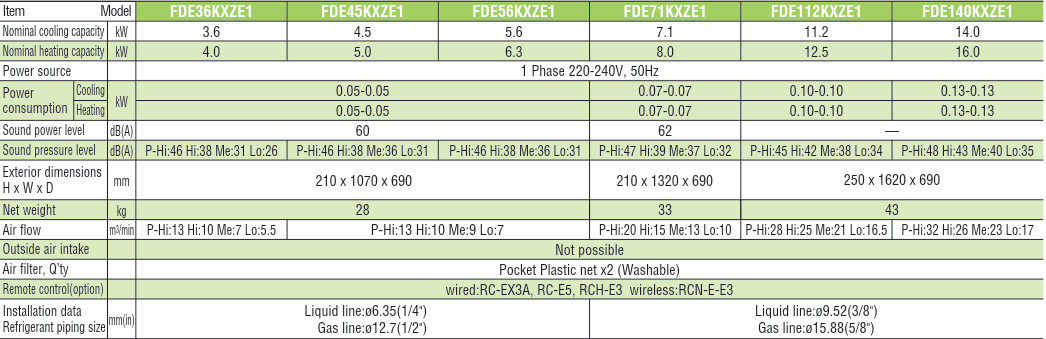 Item Model FDE36KXZE1 FDE45KXZE1 FDE56KXZE1 FDE71KXZE1 FDE112KXZE1 FDE140KXZE1
Nominal cooling capacity kW 3.6 4.5 5.6 7.1 11.2 14.0
Nominal heating capacity kW 4.0 5.0 6.3 8.0 12.5 16.0
Power source 1 Phase 220-240V, 50Hz
Power consumption Cooling kW 0.05-0.05 0.07-0.07 0.10-0.10 0.13-0.13
Heating 0.05-0.05 0.07-0.07 0.10-0.10 0.13-0.13
Sound power level dB(A) 60 62 —
Sound pressure level dB(A) P-Hi:46 Hi:38 Me:31 Lo:26 P-Hi:46 Hi:38 Me:36 Lo:31 P-Hi:46 Hi:38 Me:36 Lo:31 P-Hi:47 Hi:39 Me:37 Lo:32 P-Hi:45 Hi:42 Me:38 Lo:34 P-Hi:48 Hi:43 Me:40 Lo:35
Exterior dimensions
H x W x D mm 210 x 1070 x 690 210 x 1320 x 690 250 x 1620 x 690
Net weight kg 28 33 43
Air flow m³/min P-Hi:13 Hi:10 Me:7 Lo:5.5 P-Hi:13 Hi:10 Me:9 Lo:7 P-Hi:20 Hi:15 Me:13 Lo:10 P-Hi:28 Hi:25 Me:21 Lo:16.5 P-Hi:32 Hi:26 Me:23 Lo:17
Outside air intake Not possible
Air filter, Q'ty Pocket Plastic net x2 (Washable)
Remote control(option) wired:RC-EX3A, RC-E5, RCH-E3 wireless:RCN-E-E3
Installation data mm(in) Liquid line:ø6.35(1/4") Liquid line:ø9.52(3/8")
Refrigerant piping size Gas line:ø12.7(1/2") Gas line:ø15.88(5/8")